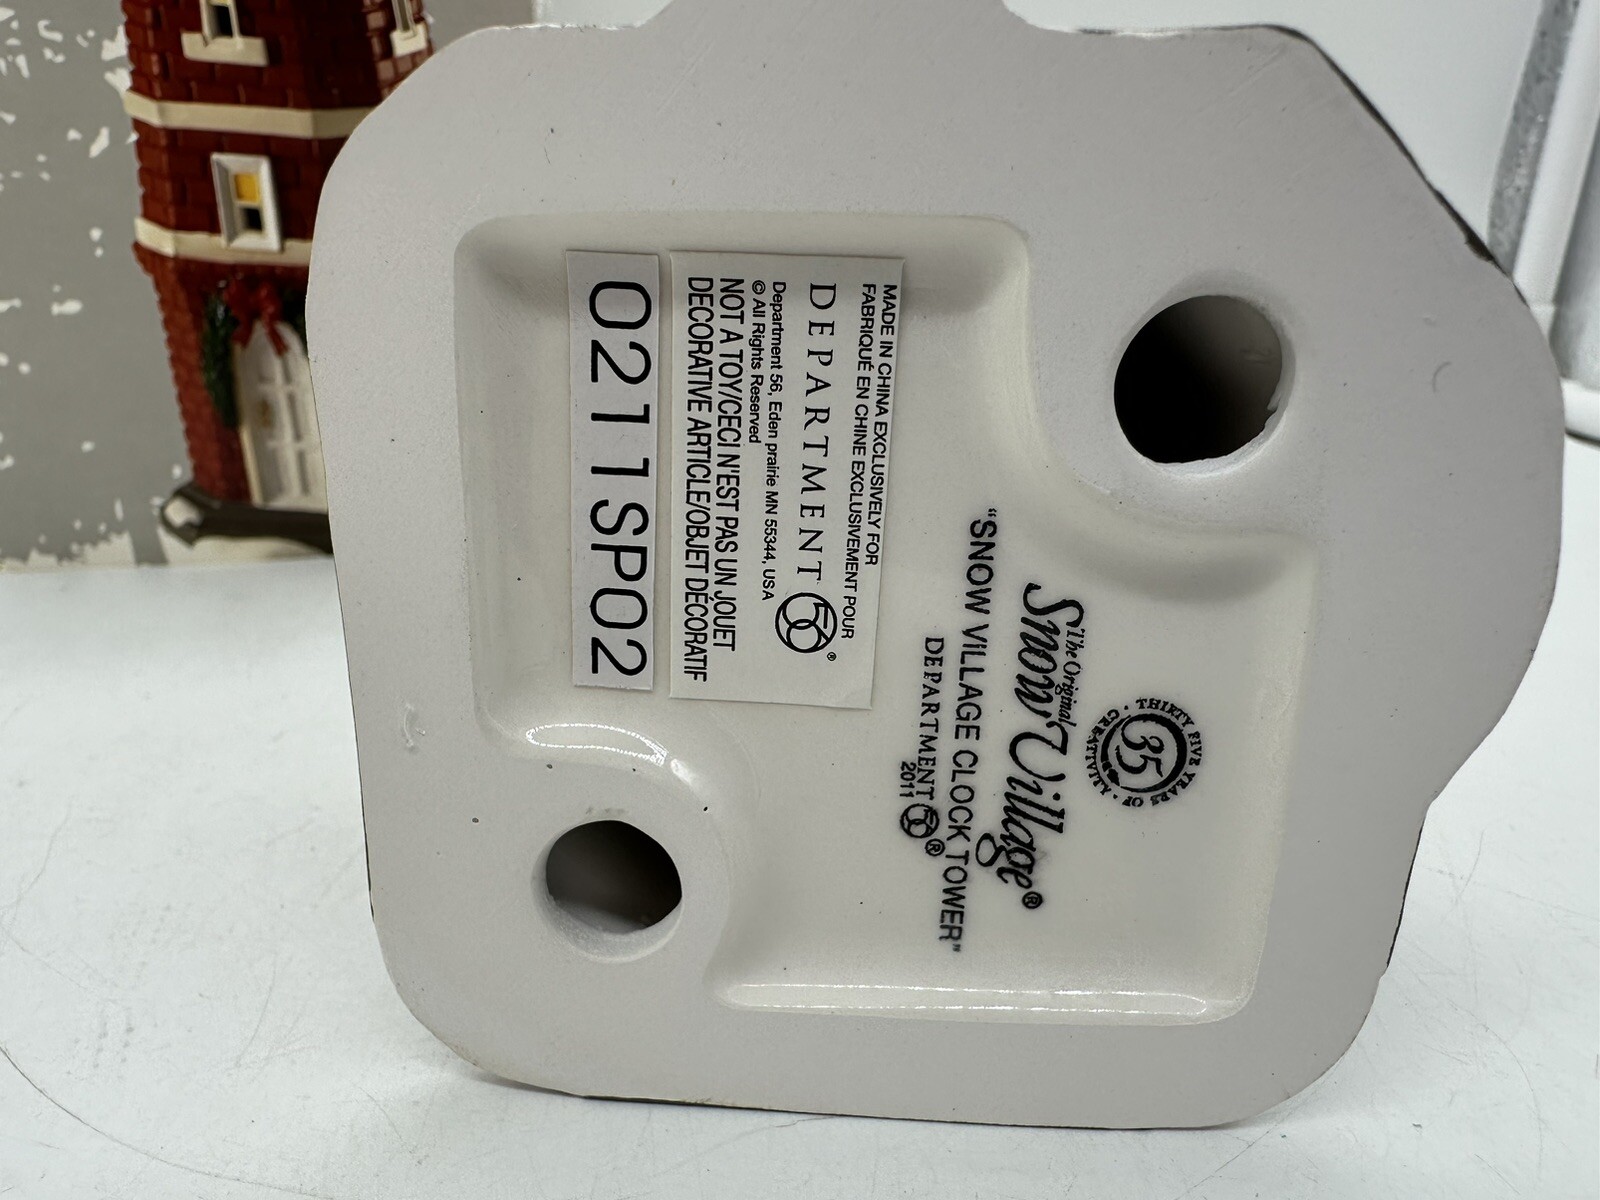 THIRTY FIVE YEARS OF CREATIVITY
35
The Original
Snow Village®
"SNOW VILLAGE CLOCK TOWER"
DEPARTMENT 56®
2011
MADE IN CHINA EXCLUSIVELY FOR
FABRIQUÉ EN CHINE EXCLUSIVEMENT POUR
DEPARTMENT 56®
Department 56, Eden prairie MN 55344, USA
© All Rights Reserved
NOT A TOY/CECI N'EST PAS UN JOUET
DECORATIVE ARTICLE/OBJET DÉCORATIF
0211SP02